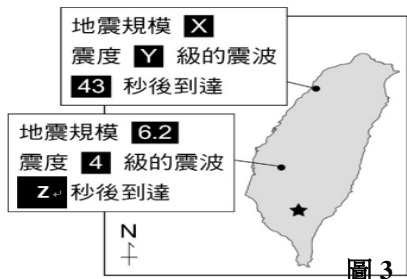 地震規模 X
震度 Y 級的震波
43 秒後到達
地震規模 6.2
震度 4 級的震波
Z 秒後到達
N
圖 3